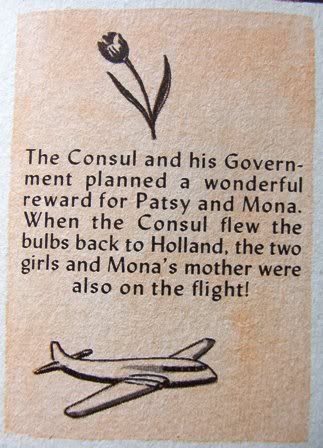 The Consul and his Govern-
ment planned a wonderful
reward for Patsy and Mona.
When the Consul flew the
bulbs back to Holland, the two
girls and Mona's mother were
also on the flight!